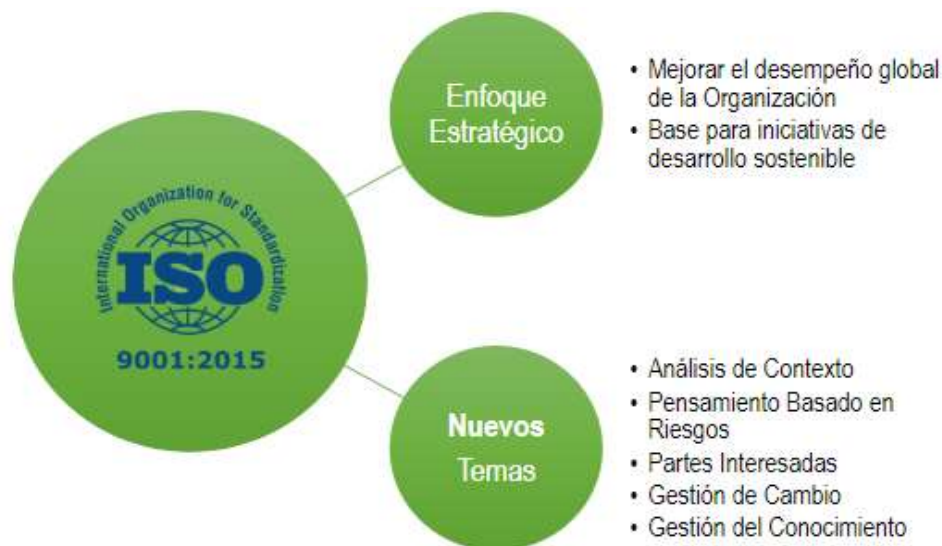 International Organization for Standardization
ISO
9001:2015
Enfoque
Estratégico
• Mejorar el desempeño global
de la Organización
• Base para iniciativas de
desarrollo sostenible
Nuevos
Temas
• Análisis de Contexto
• Pensamiento Basado en
Riesgos
• Partes Interesadas
• Gestión de Cambio
• Gestión del Conocimiento